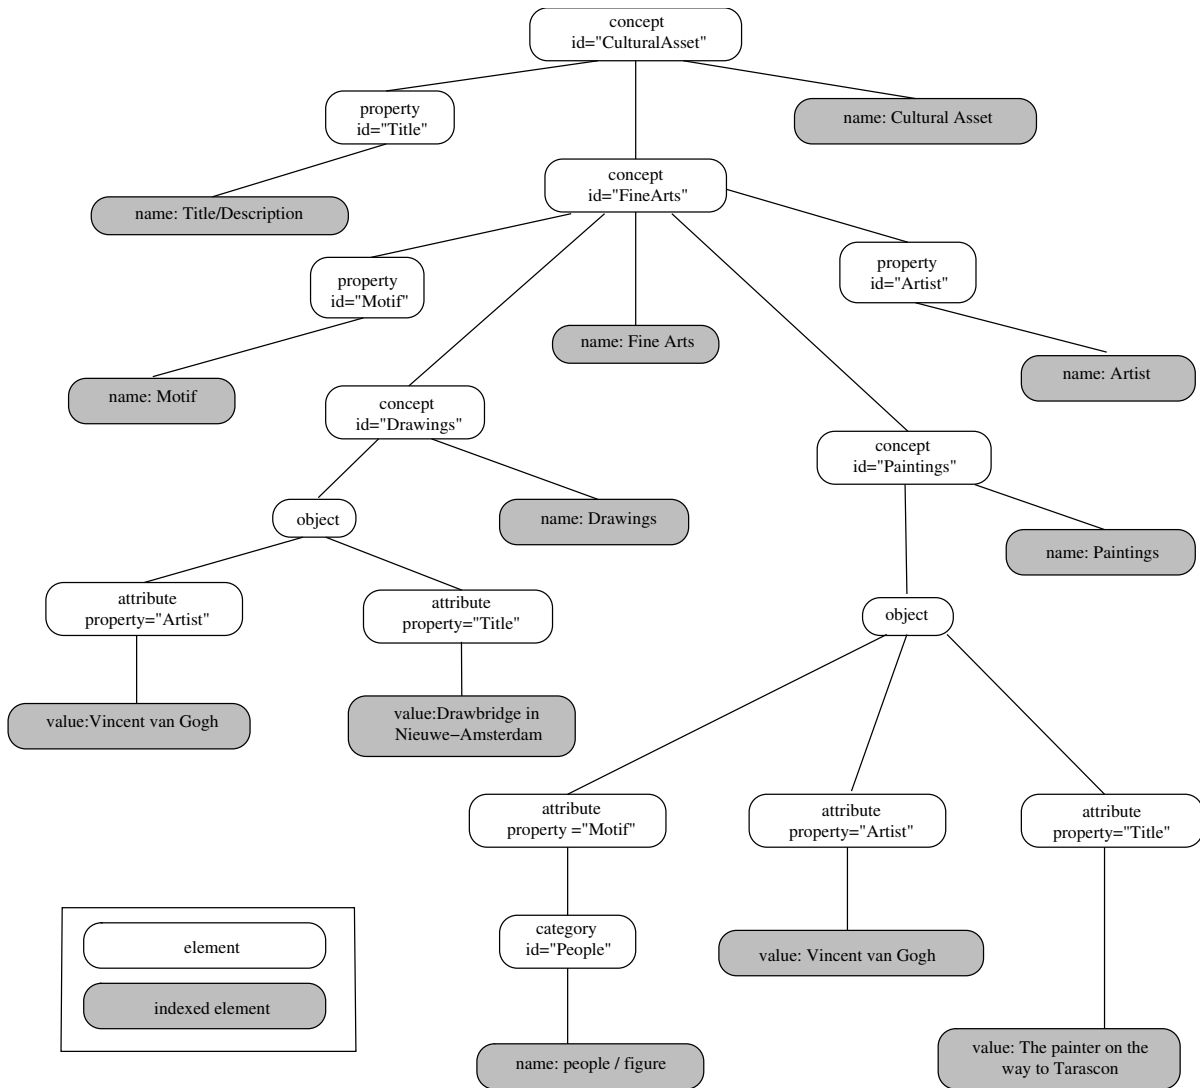 concept
id="CulturalAsset"
property
id="Title"
name: Cultural Asset
concept
id="FineArts"
name: Title/Description
property
id="Motif"
property
id="Artist"
name: Fine Arts
name: Artist
name: Motif
concept
id="Drawings"
concept
id="Paintings"
object
name: Drawings
name: Paintings
attribute
property="Artist"
attribute
property="Title"
object
value:Vincent van Gogh
value:Drawbridge in
Nieuwe−Amsterdam
attribute
property ="Motif"
attribute
property="Artist"
attribute
property="Title"
category
id="People"
element
value: Vincent van Gogh
indexed element
name: people / figure
value: The painter on the
way to Tarascon